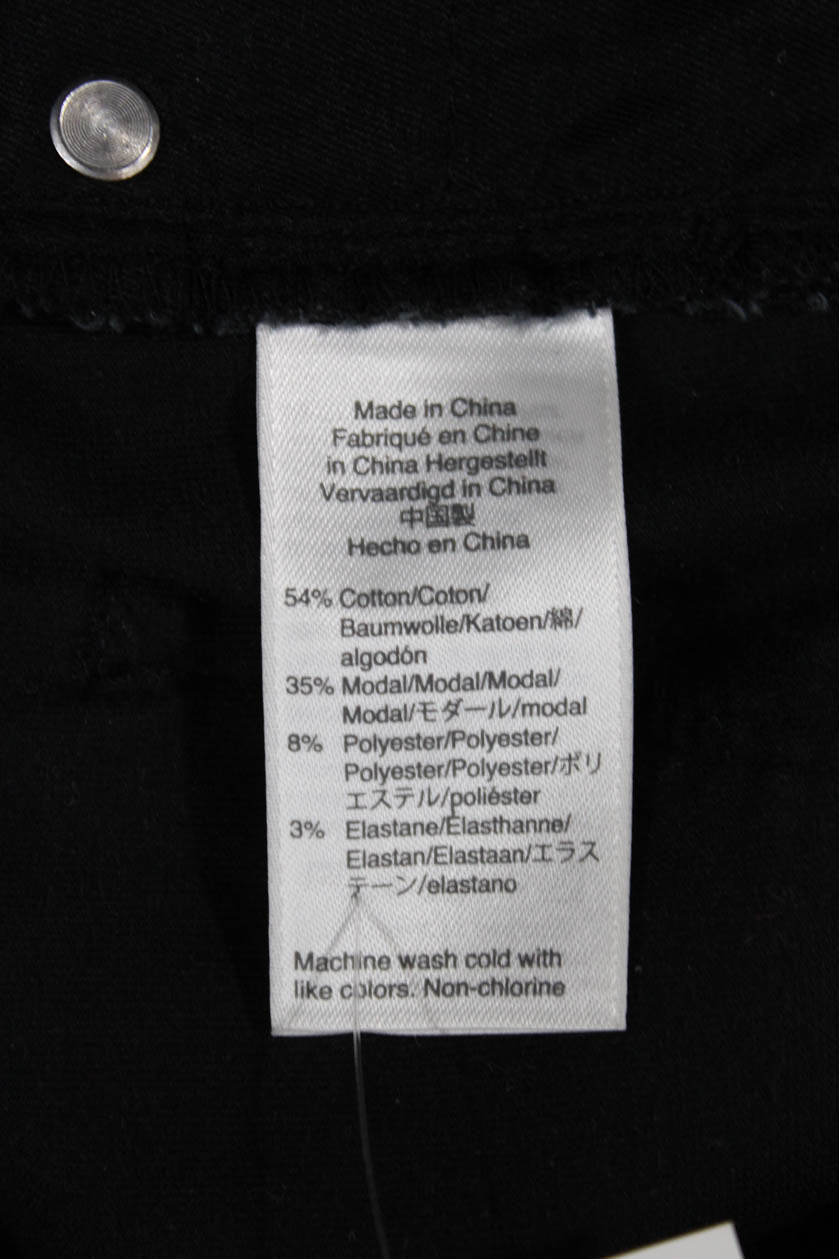 Made in China
Fabriqué en Chine
in China Hergestellt
Vervaardigd in China
中国製
Hecho en China
54% Cotton/Coton/
Baumwolle/Katoen/綿/
algodón
35% Modal/Modal/Modal/
Modal/モダール/modal
8% Polyester/Polyester/
Polyester/Polyester/ポリ
エステル/poliéster
3% Elastane/Élasthanne/
Elastan/Elastaan/エラス
テーン/elastano
Machine wash cold with
like colors. Non-chlorine